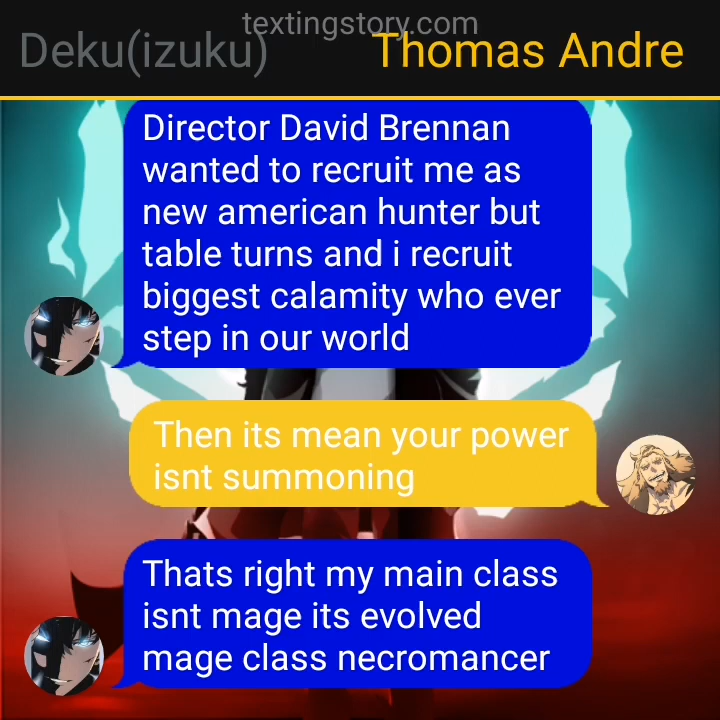 textingstory.com
Deku(izuku)
Thomas Andre
Director David Brennan
wanted to recruit me as
new american hunter but
table turns and i recruit
biggest calamity who ever
step in our world
Then its mean your power
isnt summoning
Thats right my main class
isnt mage its evolved
mage class necromancer